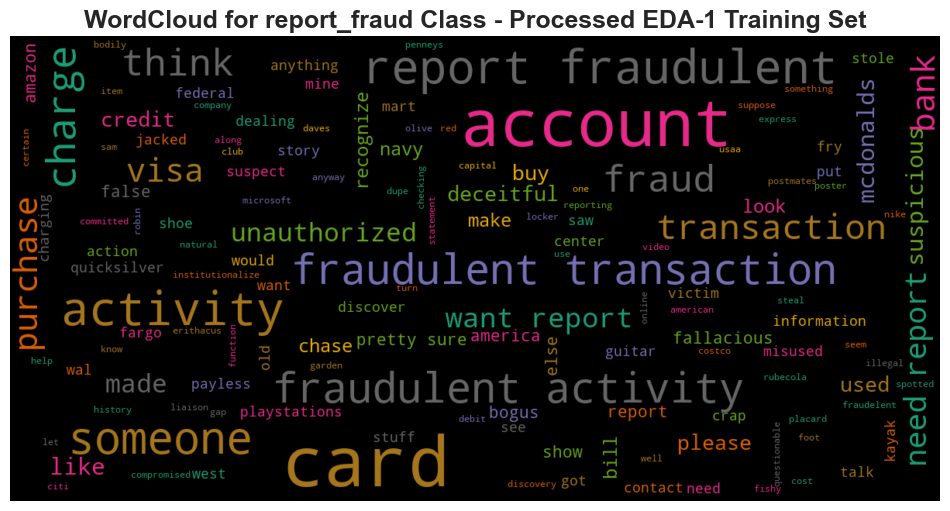 WordCloud for report_fraud Class - Processed EDA-1 Training Set
bodily
penneys
amazon
charge
think
anything
report fraudulent
stole
bank
mine
federal
item
company
credit
dealing
mart
account
something
suppose
express
mcdonalds
recognize
certain
sam
along
daves
olive
red
jacked
club
story
navy
usaa
put
fry
visa
suspect
anyway
capital
buy
fraud
postmates
poster
suspicious
false
dupe
checking
deceitful
one
reporting
look
charging
committed
robin
shoe
microsoft
statement
make
locker
saw
transaction
nike
purchase
unauthorized
natural
action
would
center
use
video
quicksilver
institutionalize
want
fraudulent transaction
turn
activity
discover
victim
steal
online
american
want report
information
fargo
erithacus
function
old
chase
pretty sure
america
else
guitar
fallacious
costco
misused
seem
illegal
need report
help
know
wal
garden
made
payless
fraudulent activity
rubecola
used
spotted
history
liaison
gap
playstations
debit
bogus
report
crap
placard
fraudelent
someone
card
stuff
see
show
bill
please
foot
kayak
let
like
compromised
west
well
questionable
talk
citi
discovery
got
contact
need
fishy
cost